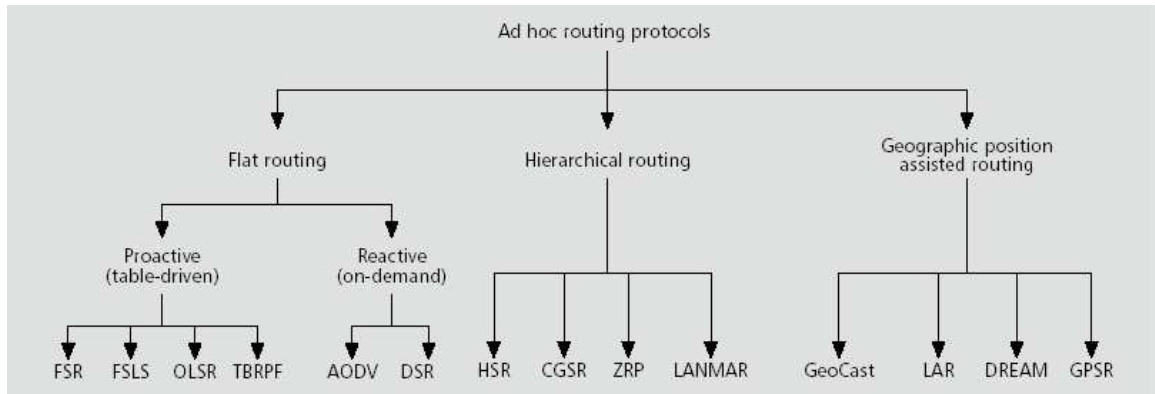 Ad hoc routing protocols
Flat routing
Hierarchical routing
Geographic position
assisted routing
Proactive
(table-driven)
Reactive
(on-demand)
FSR FSLS OLSR TBRPF AODV DSR HSR CGSR ZRP LANMAR GeoCast LAR DREAM GPSR